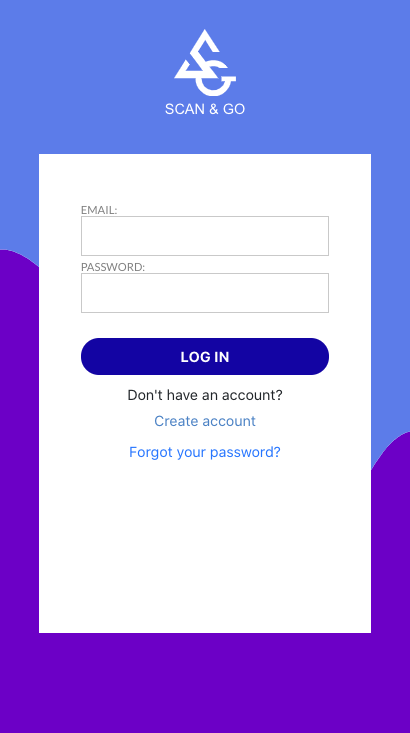 SCAN & GO
EMAIL:
PASSWORD:
LOG IN
Don't have an account?
Create account
Forgot your password?